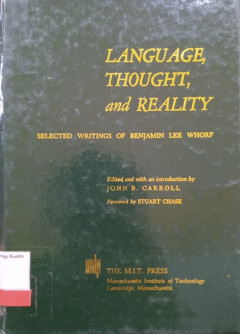 LANGUAGE,
THOUGHT,
and REALITY
SELECTED WRITINGS OF BENJAMIN LEE WHORF
Edited and with an introduction by
JOHN B. CARROLL
Foreword by STUART CHASE
THE M.I.T. PRESS
Massachusetts Institute of Technology
Cambridge, Massachusetts